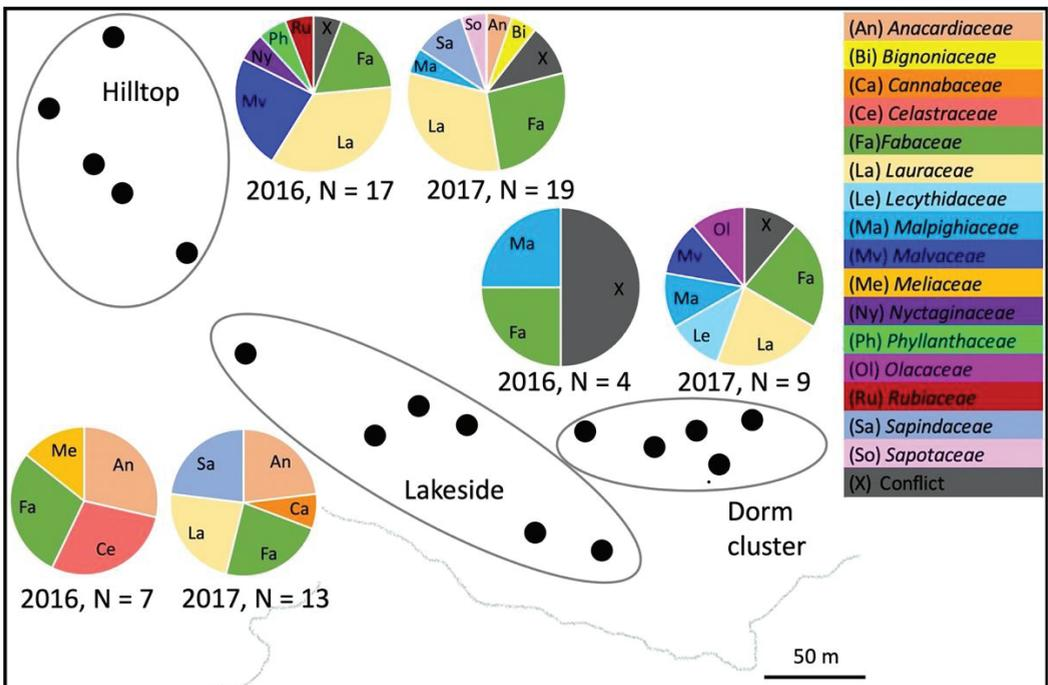 Hilltop
Ru
X
Ph
Fa
Ny
Mv
La
2016, N = 17
So
An
Bi
Sa
X
Ma
La
Fa
2017, N = 19
Ma
X
Fa
2016, N = 4
Ol
X
Mv
Fa
Ma
Le
La
2017, N = 9
(An) Anacardiaceae
(Bi) Bignoniaceae
(Ca) Cannabaceae
(Ce) Celastraceae
(Fa)Fabaceae
(La) Lauraceae
(Le) Lecythidaceae
(Ma) Malpighiaceae
(Mv) Malvaceae
(Me) Meliaceae
(Ny) Nyctaginaceae
(Ph) Phyllanthaceae
(Ol) Olacaceae
(Ru) Rubiaceae
(Sa) Sapindaceae
(So) Sapotaceae
(X) Conflict
Lakeside
Dorm
cluster
Me
An
Fa
Ce
2016, N = 7
Sa
An
Ca
La
Fa
2017, N = 13
50 m